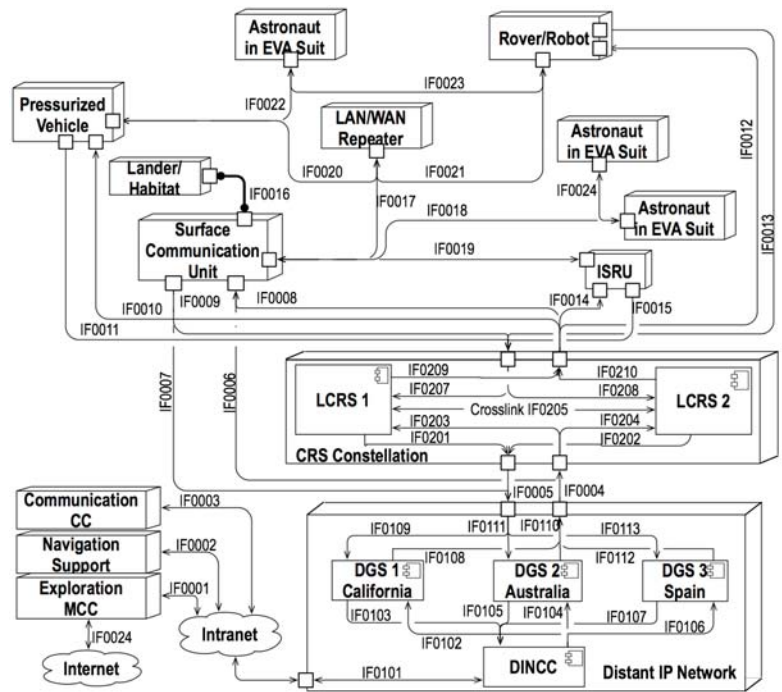 Astronaut
in EVA Suit
Rover/Robot
IF0023
IF0022
Pressurized
Vehicle
LAN/WAN
Repeater
Astronaut
in EVA Suit
IF0012
IF0013
Lander/
Habitat
IF0016
IF0020
IF0021
IF0017
IF0024
IF0018
Astronaut
in EVA Suit
Surface
Communication
Unit
IF0019
ISRU
IF0009
IF0008
IF0010
IF0011
IF0014
IF0015
IF0007
IF0006
IF0209
IF0210
LCRS 1
IF0207
IF0208
LCRS 2
Crosslink IF0205
IF0203
IF0204
IF0201
IF0202
CRS Constellation
IF0005
IF0004
Communication
CC
IF0003
Navigation
Support
IF0002
Exploration
MCC
IF0001
IF0024
Internet
Intranet
IF0109
IF0111
IF0110
IF0113
IF0108
IF0112
DGS 1
California
DGS 2
Australia
DGS 3
Spain
IF0103
IF0105
IF0104
IF0107
IF0102
IF0106
DINCC
IF0101
Distant IP Network